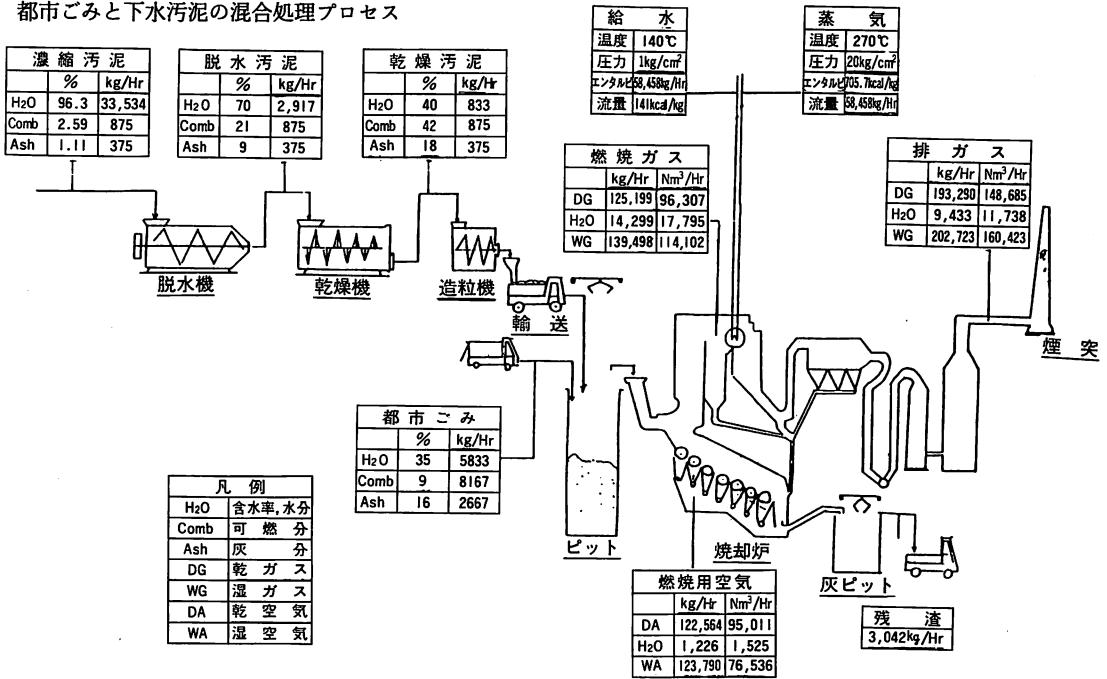 都市ごみと下水汚泥の混合処理プロセス
濃縮汚泥
% kg/Hr
H2O 96.3 33,534
Comb 2.59 875
Ash 1.11 375
脱水汚泥
% kg/Hr
H2O 70 2,917
Comb 21 875
Ash 9 375
乾燥汚泥
% kg/Hr
H2O 40 833
Comb 42 875
Ash 18 375
給水
温度 140℃
圧力 1kg/cm²
エンタルピ 58,458kg/Hr
流量 141kcal/kg
蒸気
温度 270℃
圧力 20kg/cm²
エンタルピ 705.7kcal/kg
流量 58,458kg/Hr
燃焼ガス
kg/Hr Nm³/Hr
DG 125,199 96,307
H2O 14,299 17,795
WG 139,498 114,102
排ガス
kg/Hr Nm³/Hr
DG 193,290 148,685
H2O 9,433 11,738
WG 202,723 160,423
脱水機
乾燥機
造粒機
輸送
煙突
都市ごみ
% kg/Hr
H2O 35 5833
Comb 9 8167
Ash 16 2667
凡例
H2O 含水率,水分
Comb 可燃分
Ash 灰分
DG 乾ガス
WG 湿ガス
DA 乾空気
WA 湿空気
ピット
焼却炉
灰ピット
燃焼用空気
kg/Hr Nm³/Hr
DA 122,564 95,011
H2O 1,226 1,525
WA 123,790 76,536
残渣
3,042kg/Hr